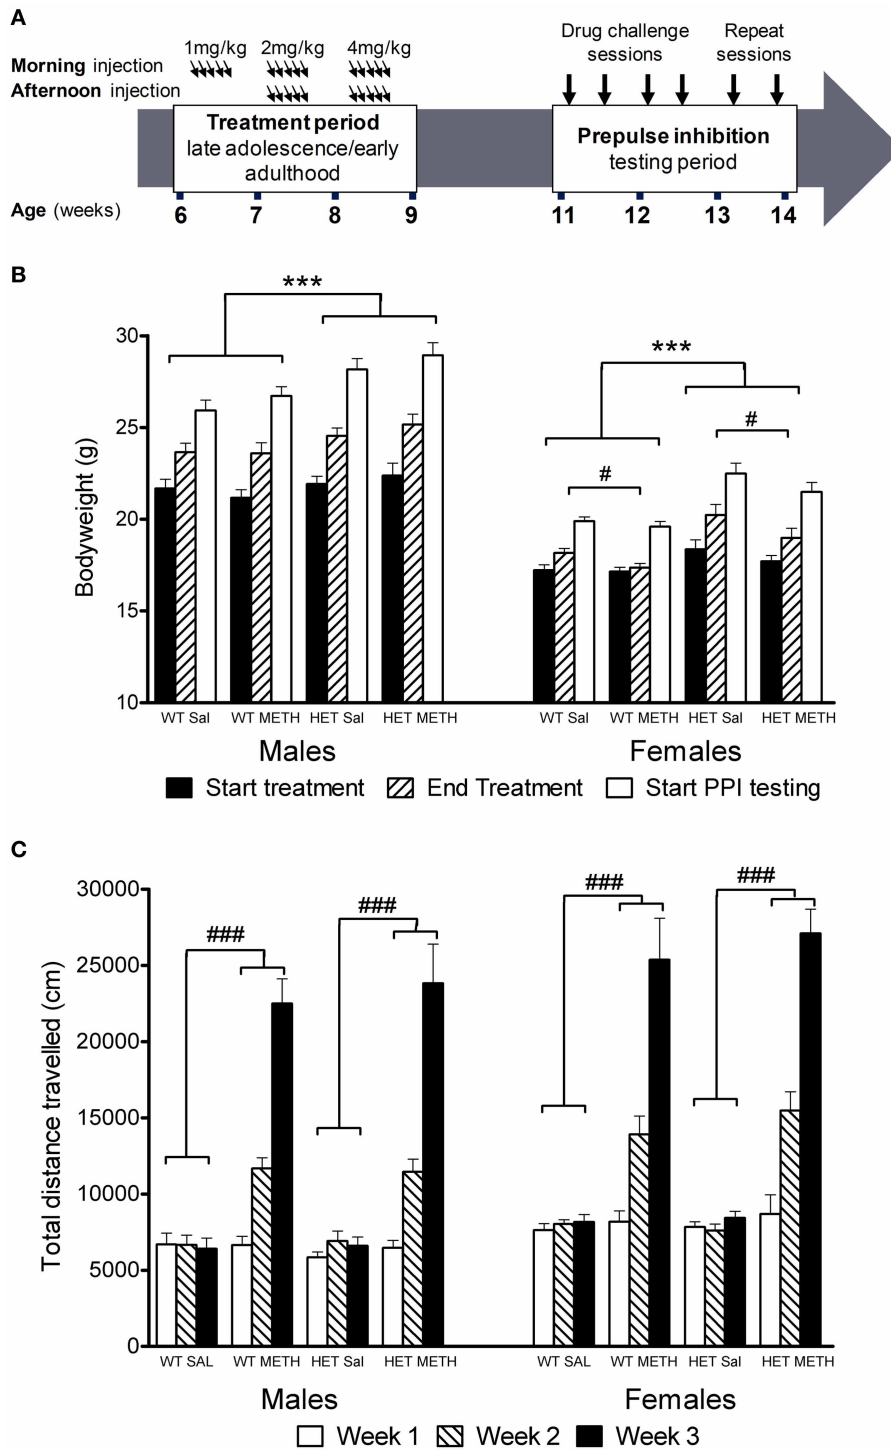 A
1mg/kg 2mg/kg 4mg/kg
Morning injection
Afternoon injection
Drug challenge sessions
Repeat sessions
Treatment period
late adolescence/early
adulthood
Prepulse inhibition
testing period
Age (weeks)
6 7 8 9 11 12 13 14
B
***
***
#
#
30
25
20
15
10
Bodyweight (g)
WT Sal WT METH HET Sal HET METH WT Sal WT METH HET Sal HET METH
Males Females
Start treatment End Treatment Start PPI testing
C
###
###
###
###
30000
25000
20000
15000
10000
5000
0
Total distance travelled (cm)
WT SAL WT METH HET Sal HET METH WT SAL WT METH HET Sal HET METH
Males Females
Week 1 Week 2 Week 3